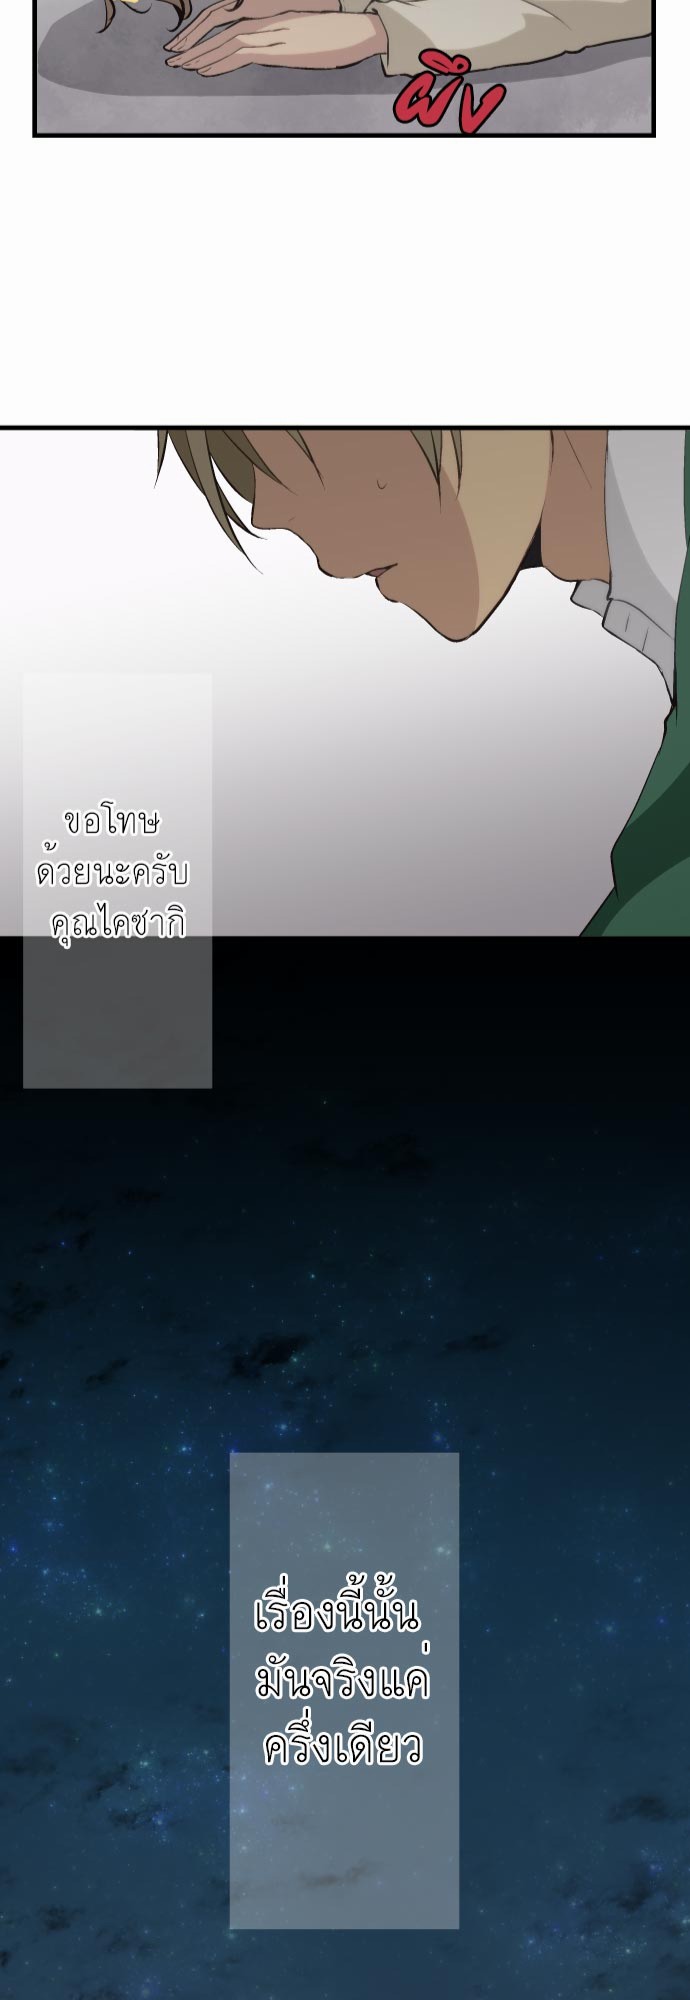 ผึง
ขอโทษ
ด้วยนะครับ
คุณไคซากิ
เรื่องนี้นั้น
มันจริงแค่
ครึ่งเดียว